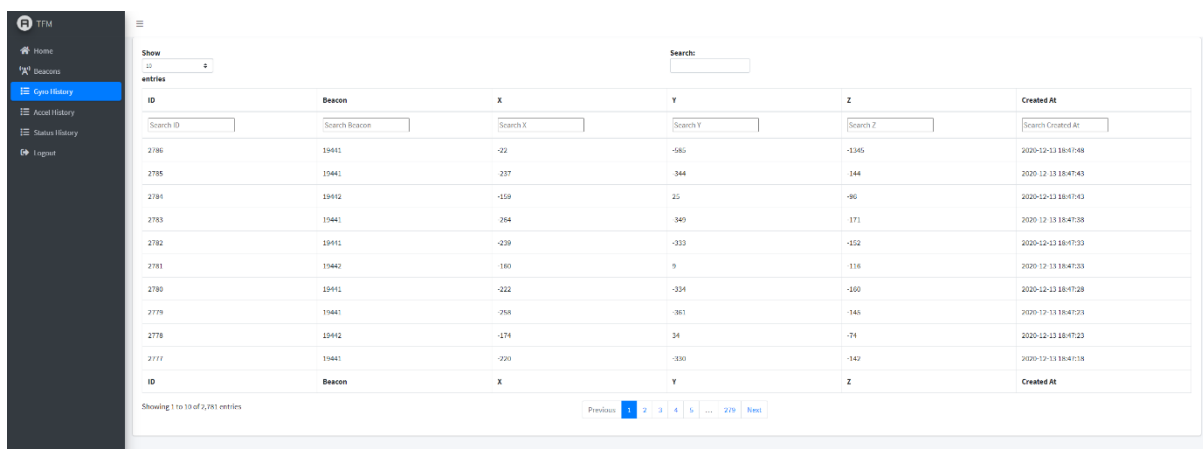 TFM
Home
Beacons
Gyro History
Accel History
Status History
Logout
Show
10
entries
Search:
ID Beacon X Y Z Created At
Search ID Search Beacon Search X Search Y Search Z Search Created At
2786 19441 -22 -585 -1345 2020-12-13 18:47:48
2785 19441 -237 -344 -144 2020-12-13 18:47:43
2784 19442 -159 25 -96 2020-12-13 18:47:43
2783 19441 -264 -349 -171 2020-12-13 18:47:38
2782 19441 -239 -333 -152 2020-12-13 18:47:33
2781 19442 -160 9 -116 2020-12-13 18:47:33
2780 19441 -222 -334 -160 2020-12-13 18:47:28
2779 19441 -258 -361 -145 2020-12-13 18:47:23
2778 19442 -174 34 -74 2020-12-13 18:47:23
2777 19441 -220 -330 -142 2020-12-13 18:47:18
ID Beacon X Y Z Created At
Showing 1 to 10 of 2,781 entries
Previous 1 2 3 4 5 ... 279 Next